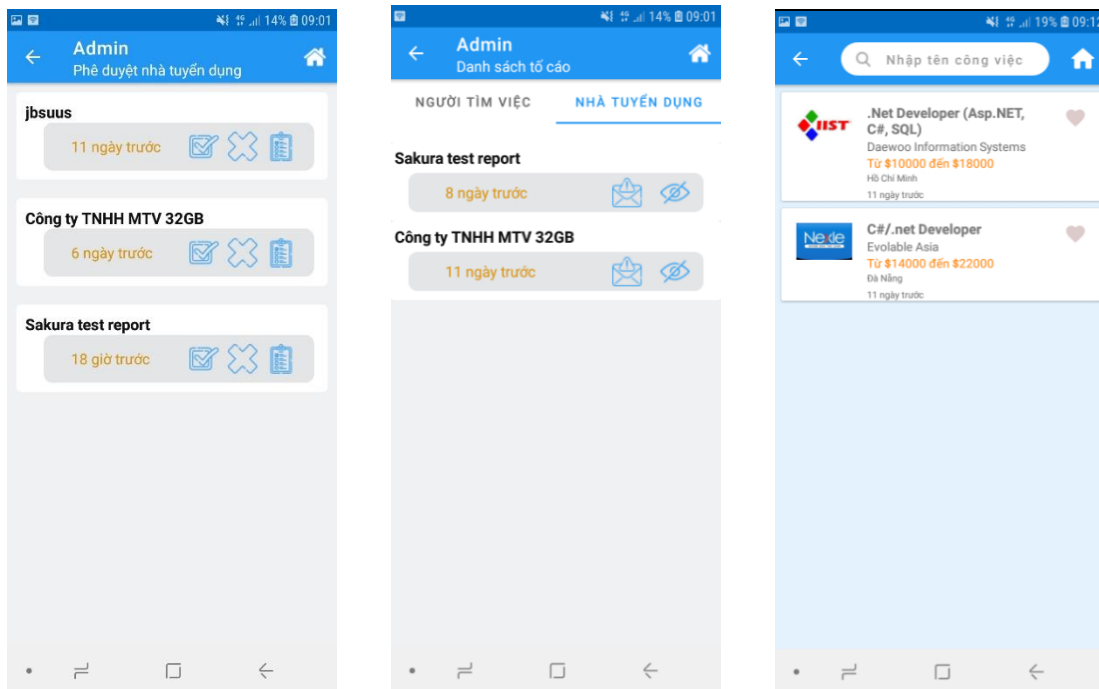 14% 09:01
Admin
Phê duyệt nhà tuyển dụng
jbsuus
11 ngày trước
Công ty TNHH MTV 32GB
6 ngày trước
Sakura test report
18 giờ trước
14% 09:01
Admin
Danh sách tố cáo
NGƯỜI TÌM VIỆC NHÀ TUYỂN DỤNG
Sakura test report
8 ngày trước
Công ty TNHH MTV 32GB
11 ngày trước
19% 09:12
Nhập tên công việc
IIST
.Net Developer (Asp.NET,
C#, SQL)
Daewoo Information Systems
Từ $10000 đến $18000
Hồ Chí Minh
11 ngày trước
C#/.net Developer
Evolable Asia
Từ $14000 đến $22000
Đà Nẵng
11 ngày trước